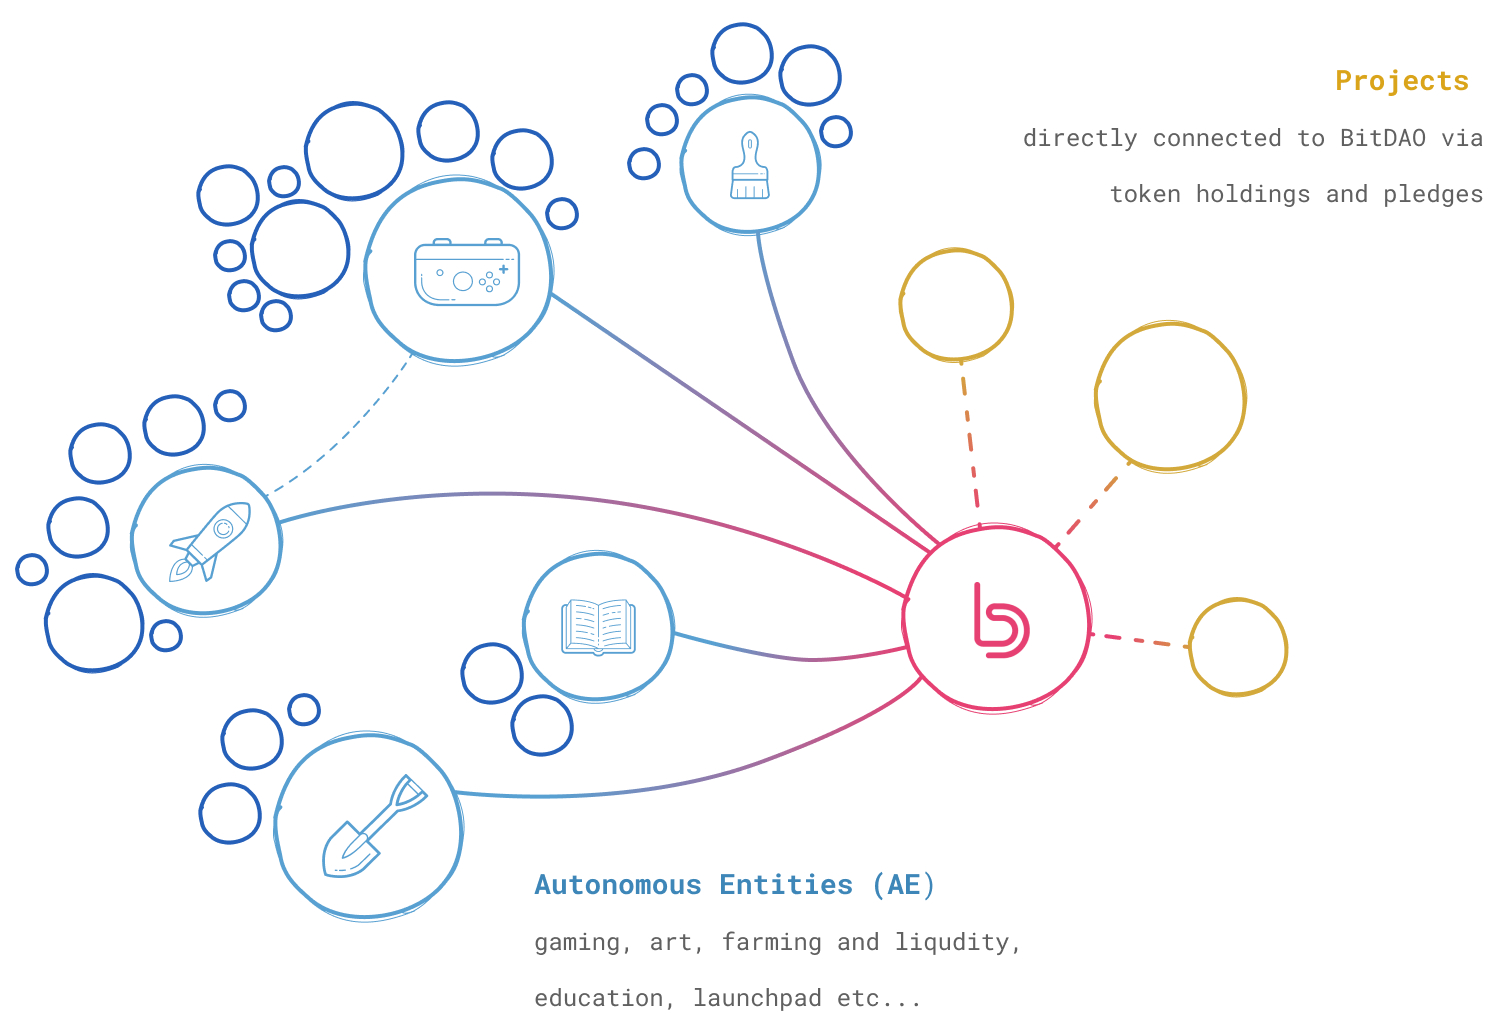 Projects
directly connected to BitDAO via
token holdings and pledges
Autonomous Entities (AE)
gaming, art, farming and liqudity,
education, launchpad etc...